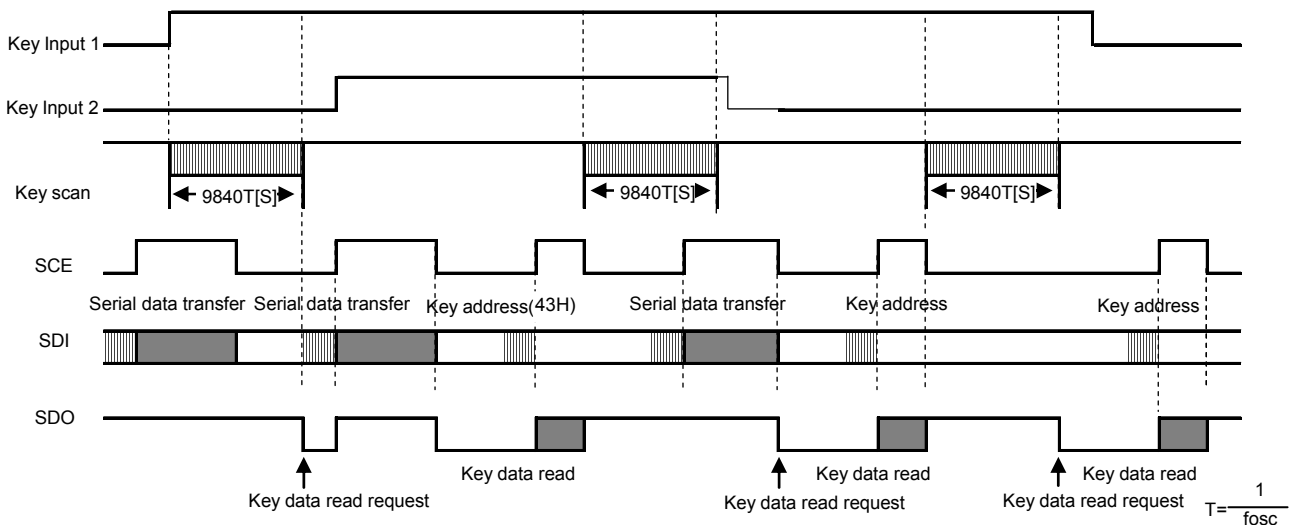 Key Input 1
Key Input 2
Key scan
9840T[S] 9840T[S] 9840T[S]
SCE
Serial data transfer Serial data transfer Key address(43H) Serial data transfer Key address Key address
SDI
SDO
Key data read Key data read Key data read
Key data read request Key data read request Key data read request
T=1/fosc